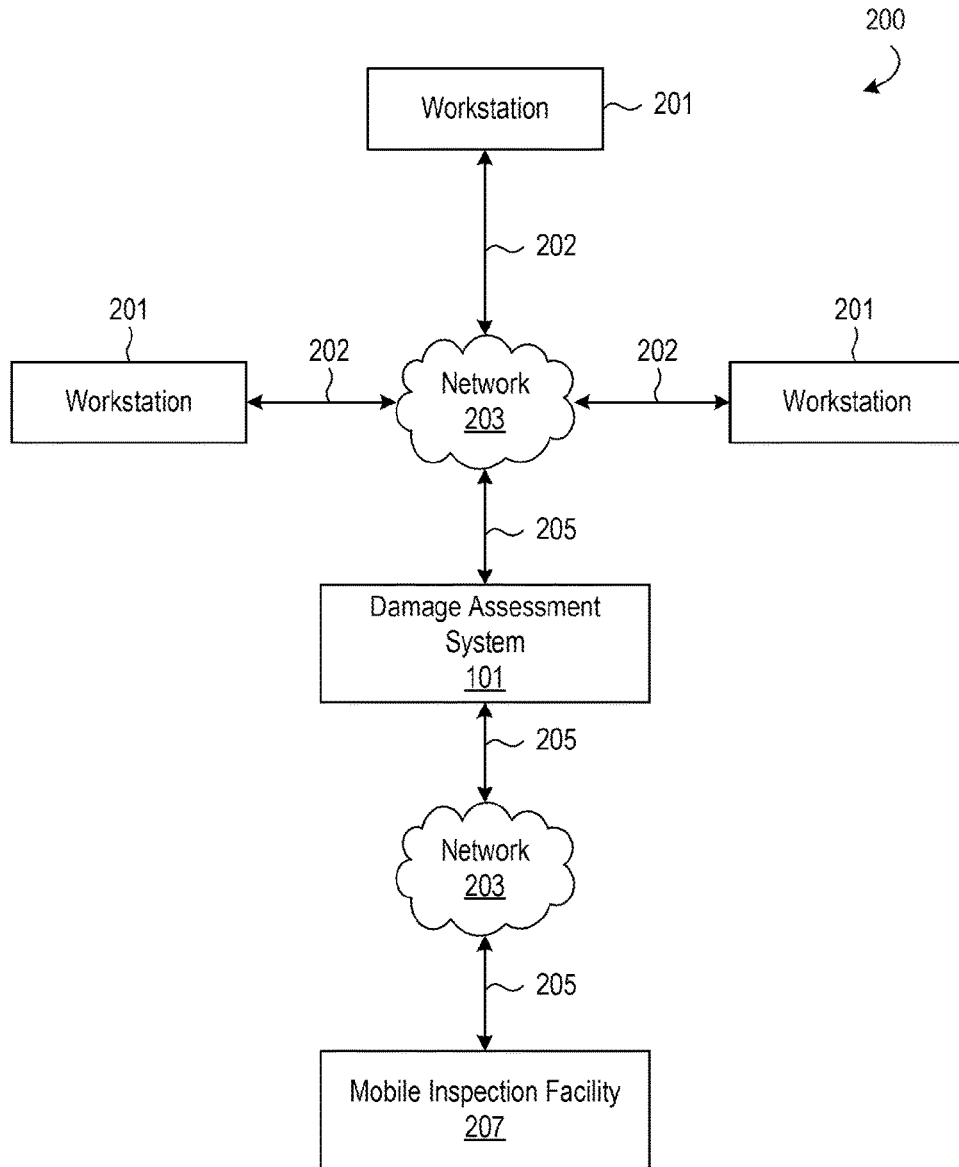 200
Workstation
201
202
201
202
202
201
Workstation
Network
203
Workstation
205
Damage Assessment
System
101
205
Network
203
205
Mobile Inspection Facility
207